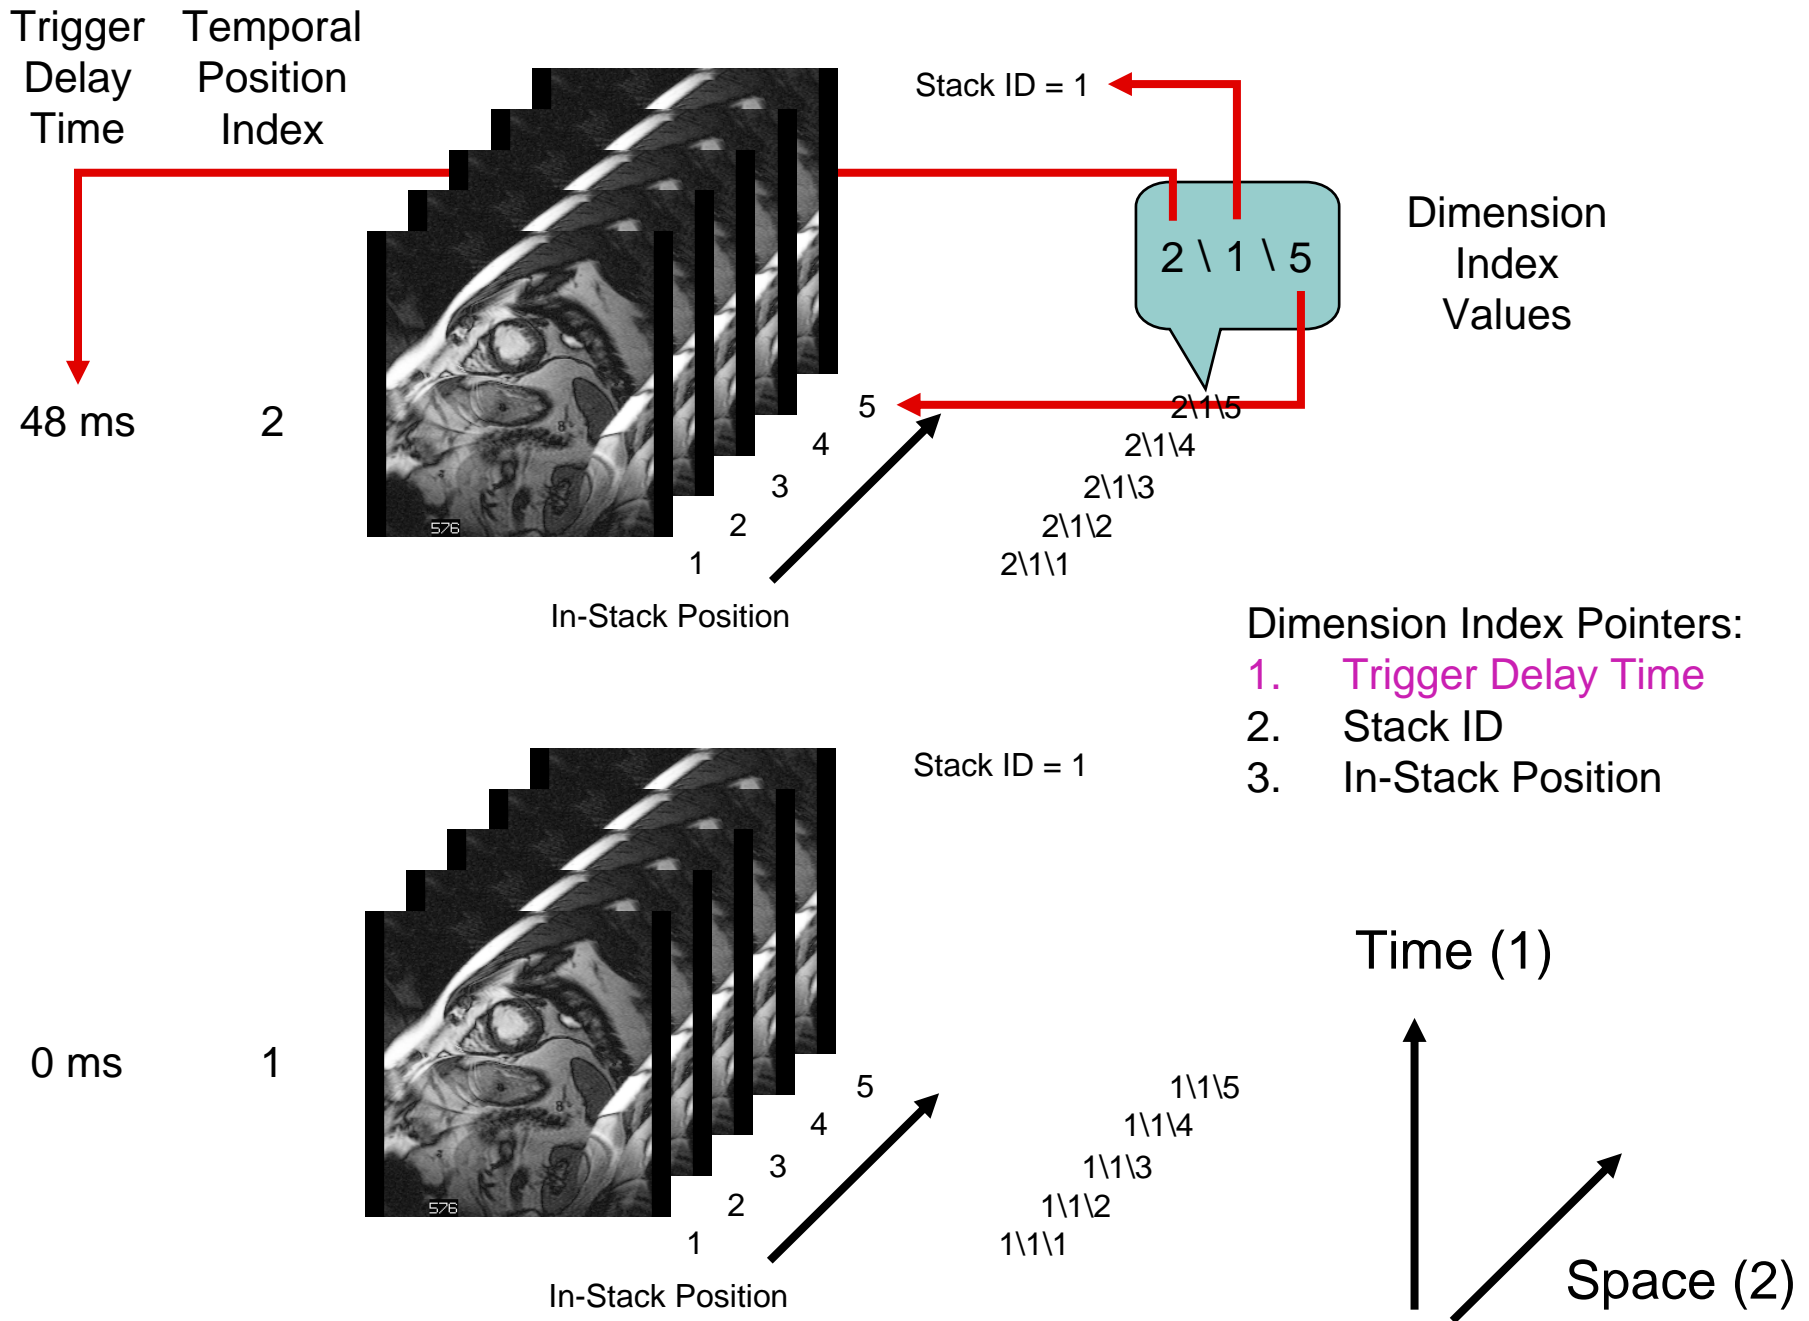 Trigger
Delay
Time
Temporal
Position
Index
Stack ID = 1
2 \ 1 \ 5
Dimension
Index
Values
48 ms
2
576
5
4
3
2
1
In-Stack Position
2\1\5
2\1\4
2\1\3
2\1\2
2\1\1
Dimension Index Pointers:
1. Trigger Delay Time
2. Stack ID
3. In-Stack Position
Stack ID = 1
0 ms
1
576
5
4
3
2
1
In-Stack Position
1\1\5
1\1\4
1\1\3
1\1\2
1\1\1
Time (1)
Space (2)